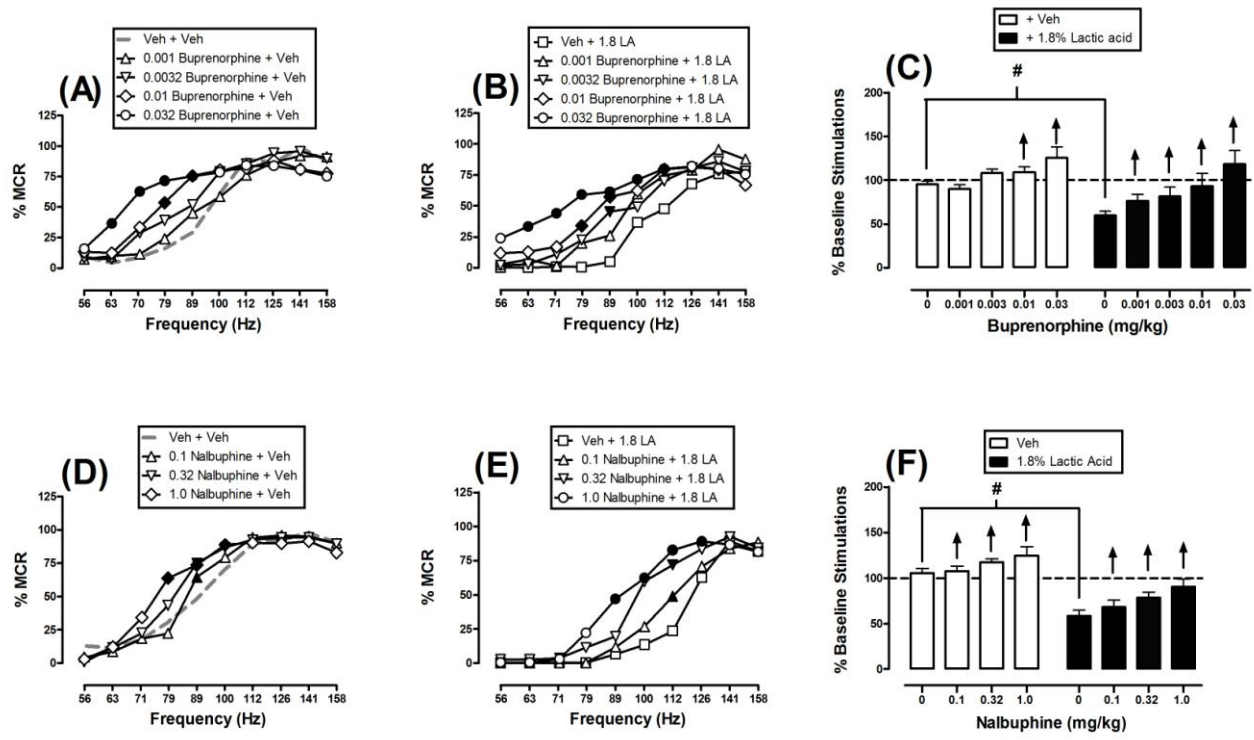 (A)
Veh + Veh
0.001 Buprenorphine + Veh
0.0032 Buprenorphine + Veh
0.01 Buprenorphine + Veh
0.032 Buprenorphine + Veh
% MCR
125
100
75
50
25
0
56 63 70 79 89 100 112 126 141 158
Frequency (Hz)
(B)
Veh + 1.8 LA
0.001 Buprenorphine + 1.8 LA
0.0032 Buprenorphine + 1.8 LA
0.01 Buprenorphine + 1.8 LA
0.032 Buprenorphine + 1.8 LA
% MCR
125
100
75
50
25
0
56 63 71 79 89 100 112 126 141 158
Frequency (Hz)
(C)
+ Veh
+ 1.8% Lactic acid
#
% Baseline Stimulations
200
150
100
50
0
0 0.001 0.003 0.01 0.03 0 0.001 0.003 0.01 0.03
Buprenorphine (mg/kg)
(D)
Veh + Veh
0.1 Nalbuphine + Veh
0.32 Nalbuphine + Veh
1.0 Nalbuphine + Veh
% MCR
125
100
75
50
25
0
56 63 71 79 89 100 112 126 141 158
Frequency (Hz)
(E)
Veh + 1.8 LA
0.1 Nalbuphine + 1.8 LA
0.32 Nalbuphine + 1.8 LA
1.0 Nalbuphine + 1.8 LA
% MCR
125
100
75
50
25
0
56 63 71 79 89 100 112 126 141 158
Frequency (Hz)
(F)
Veh
1.8% Lactic Acid
#
% Baseline Stimulations
200
150
100
50
0
0 0.1 0.32 1.0 0 0.1 0.32 1.0
Nalbuphine (mg/kg)